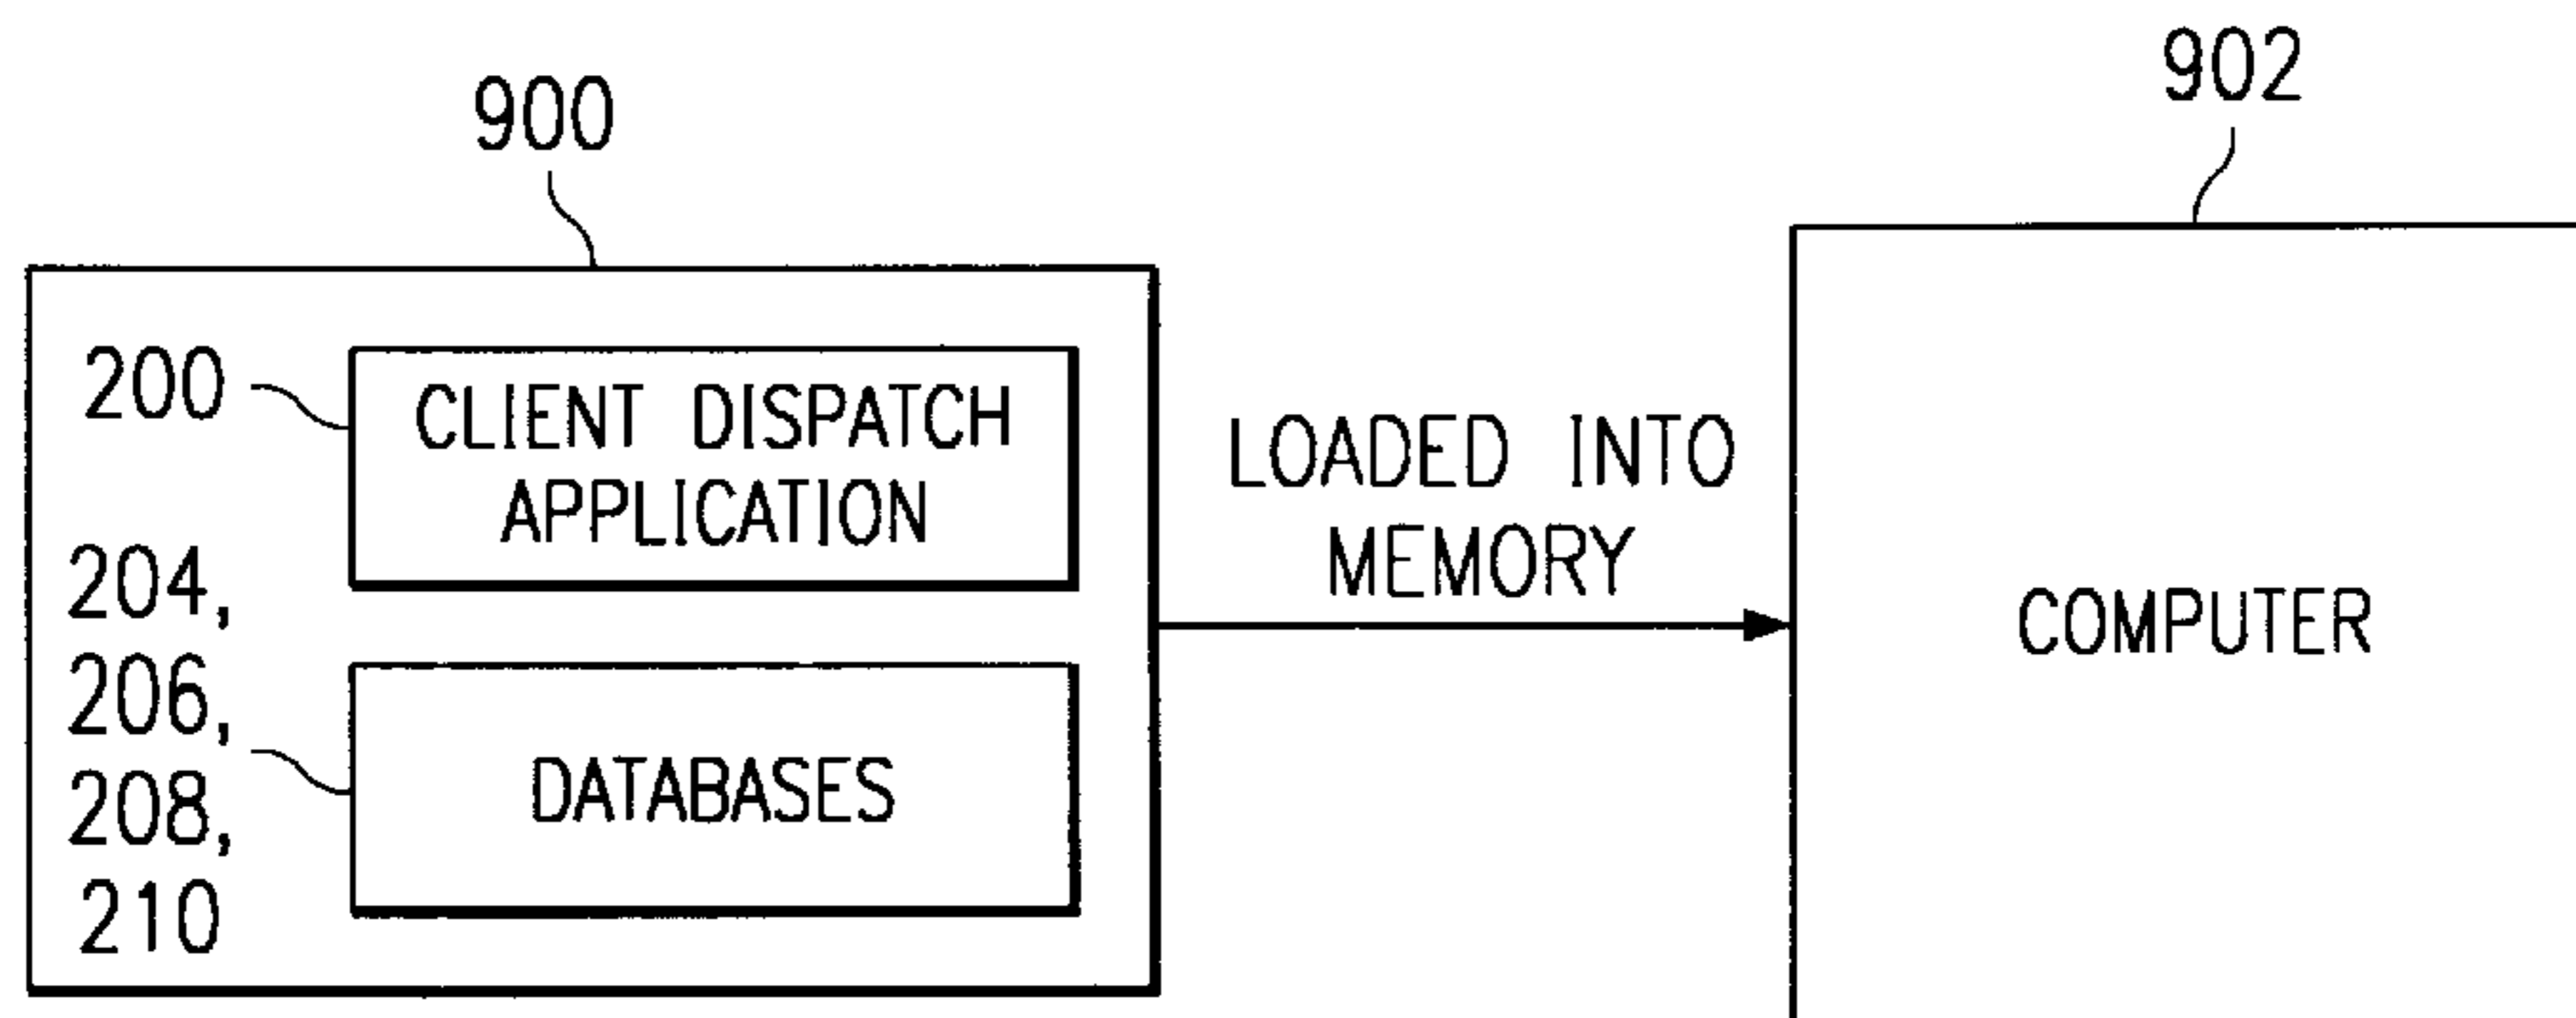 902
900
200
CLIENT DISPATCH
APPLICATION
LOADED INTO
MEMORY
204,
206,
208,
210
DATABASES
COMPUTER